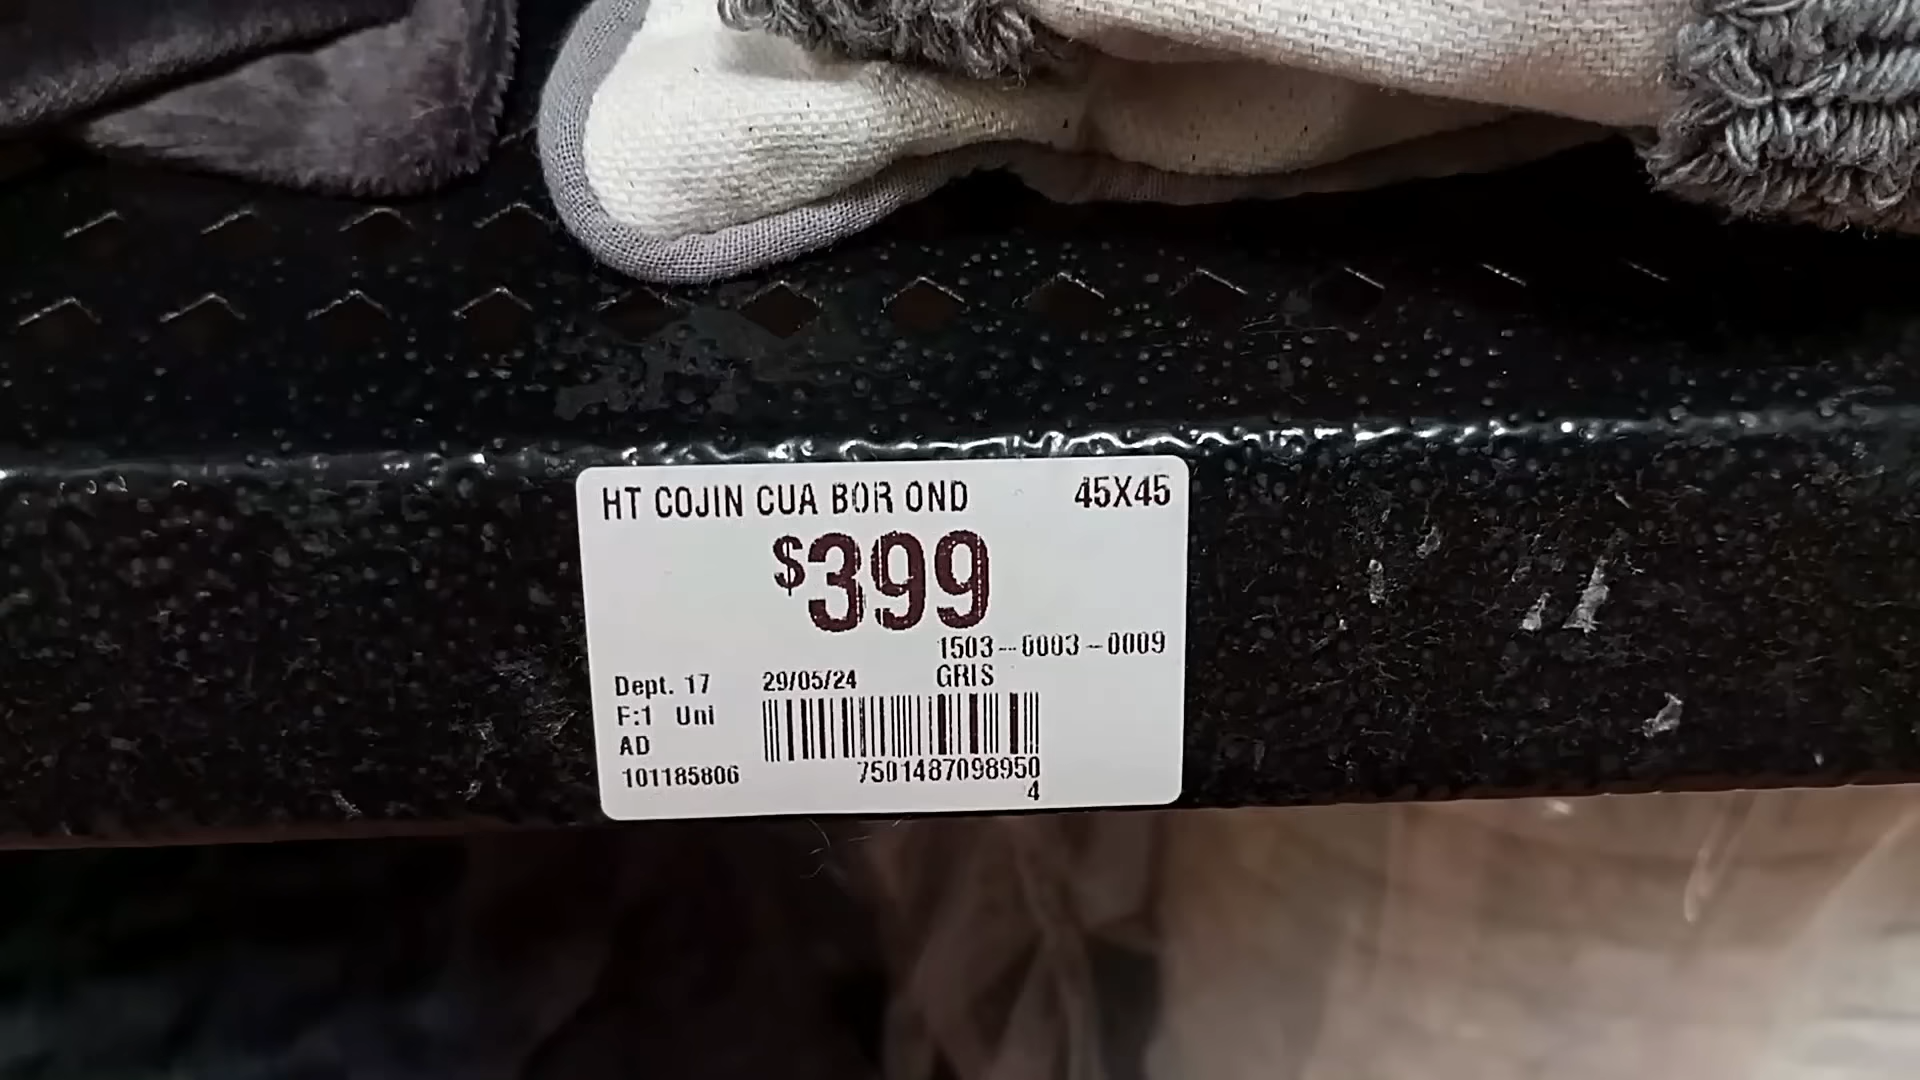 HT COJIN CUA BOR OND 45X45
$399
1503--0003-0009
Dept. 17 29/05/24 GRIS
F:1 Uni
AD
101185806 7501487098950
4